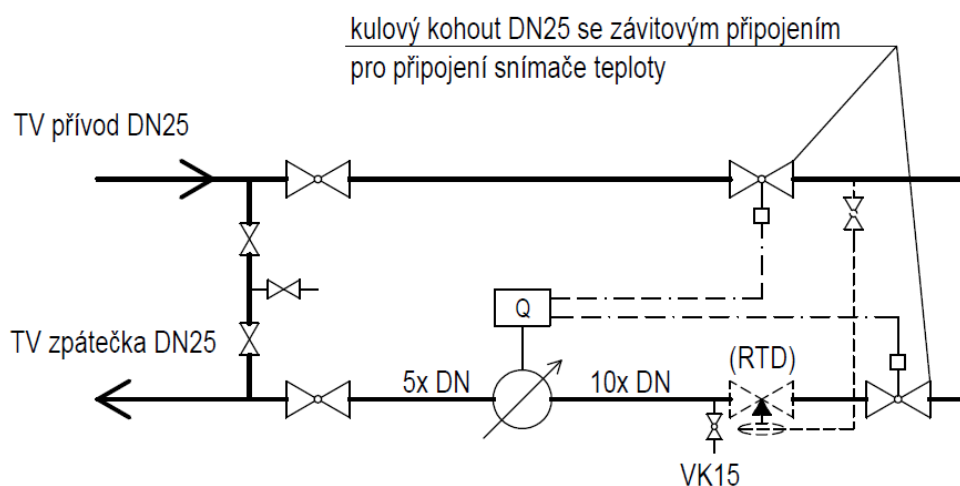 kulový kohout DN25 se závitovým připojením
pro připojení snímače teploty
TV přívod DN25
Q
TV zpátečka DN25
5x DN
10x DN
(RTD)
VK15